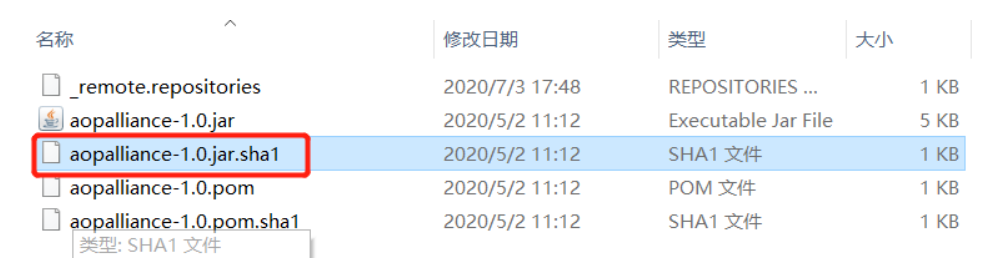 名称 修改日期 类型 大小
_remote.repositories 2020/7/3 17:48 REPOSITORIES ... 1 KB
aopalliance-1.0.jar 2020/5/2 11:12 Executable Jar File 5 KB
aopalliance-1.0.jar.sha1 2020/5/2 11:12 SHA1 文件 1 KB
aopalliance-1.0.pom 2020/5/2 11:12 POM 文件 1 KB
aopalliance-1.0.pom.sha1 2020/5/2 11:12 SHA1 文件 1 KB
类型: SHA1 文件